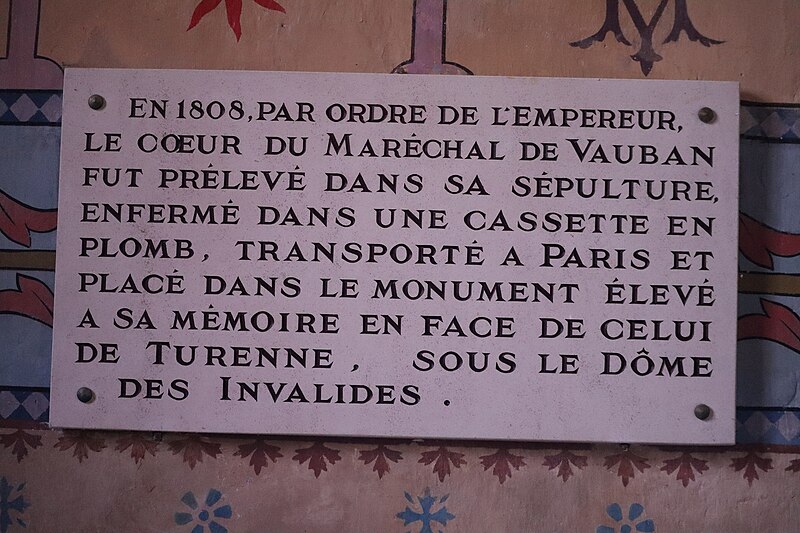 EN 1808, PAR ORDRE DE L'EMPEREUR,
LE CŒUR DU MARÉCHAL DE VAUBAN
FUT PRÉLEVÉ DANS SA SÉPULTURE,
ENFERMÉ DANS UNE CASSETTE EN
PLOMB, TRANSPORTÉ A PARIS ET
PLACÉ DANS LE MONUMENT ÉLEVÉ
A SA MÉMOIRE EN FACE DE CELUI
DE TURENNE, SOUS LE DÔME
DES INVALIDES.